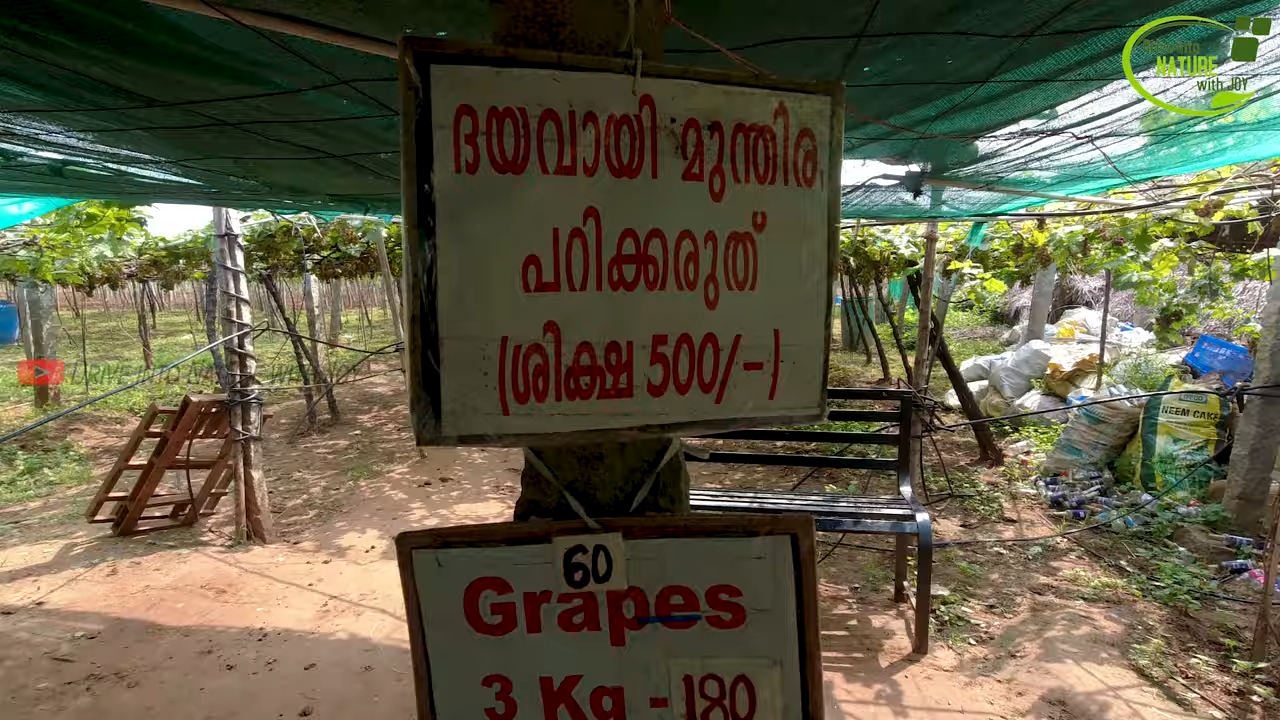 ദയവായി മുന്തിരി
പറിക്കരുത്
(ശിക്ഷ 500/-)
60
Grapes
3 Kg - 180
NEEM CAKE
NATURE
with JOY